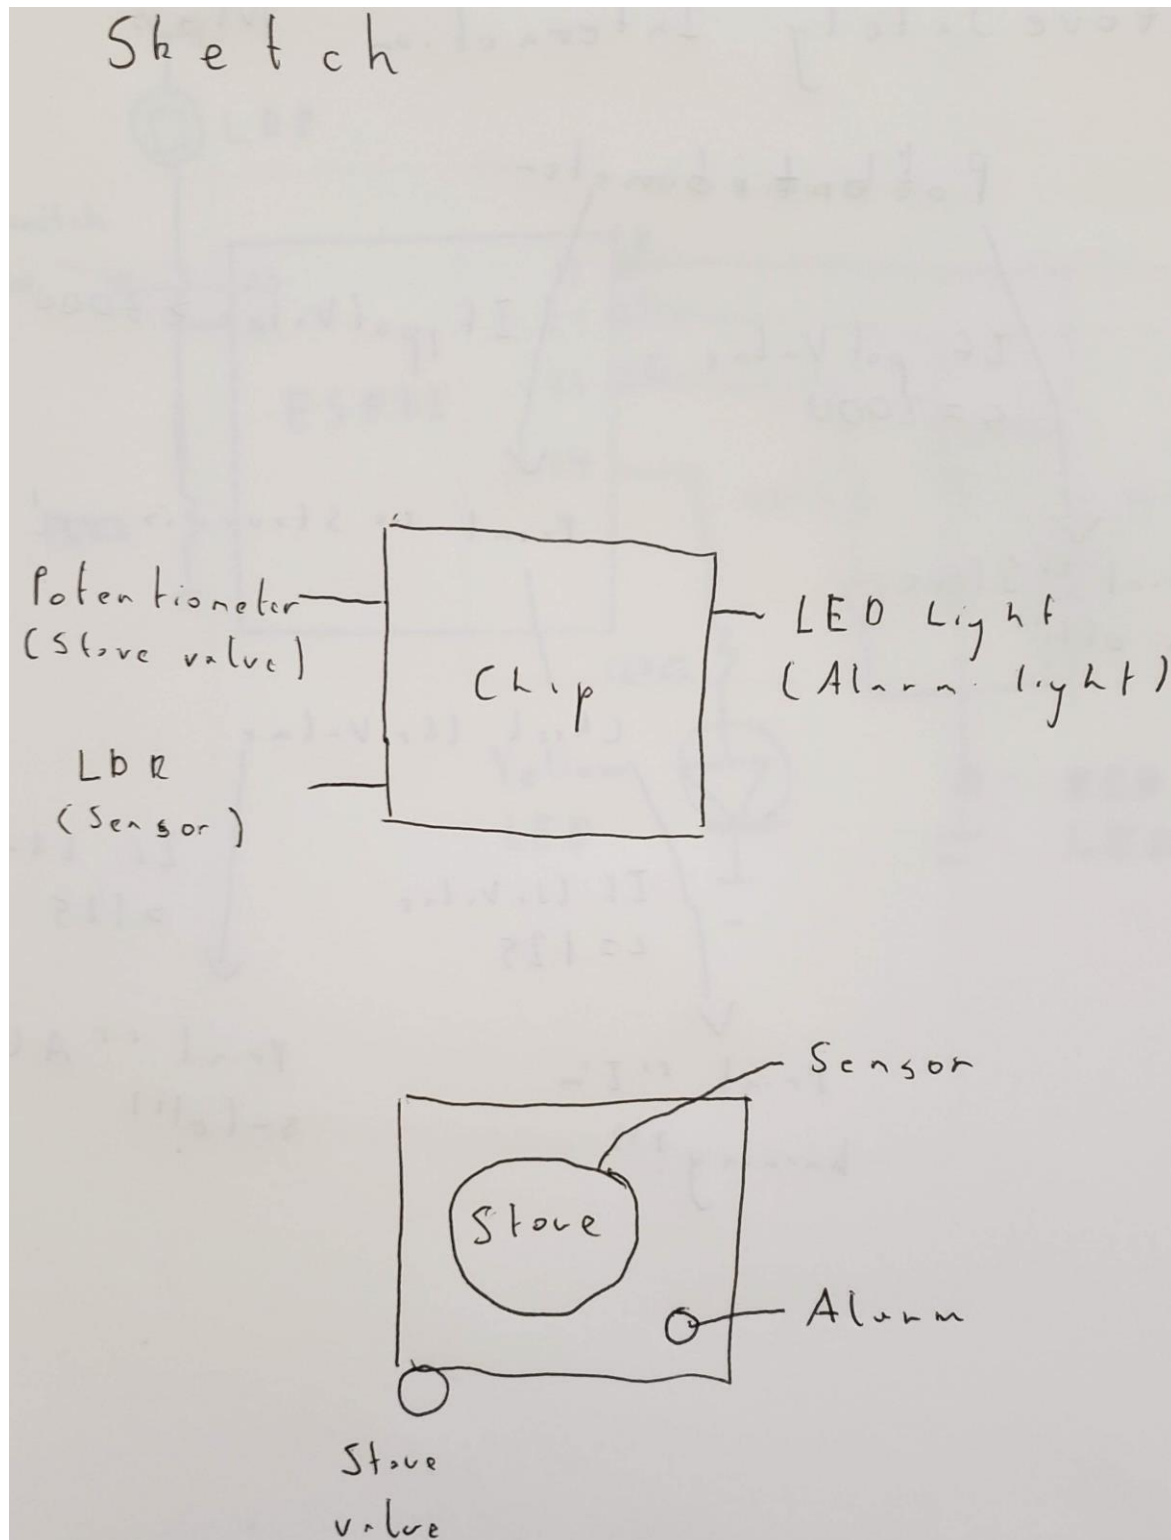 Sketch
Potentiometer
(Stove valve)
LDR
(Sensor)
Chip
LED Light
(Alarm light)
Sensor
Stove
Alarm
Stove
valve